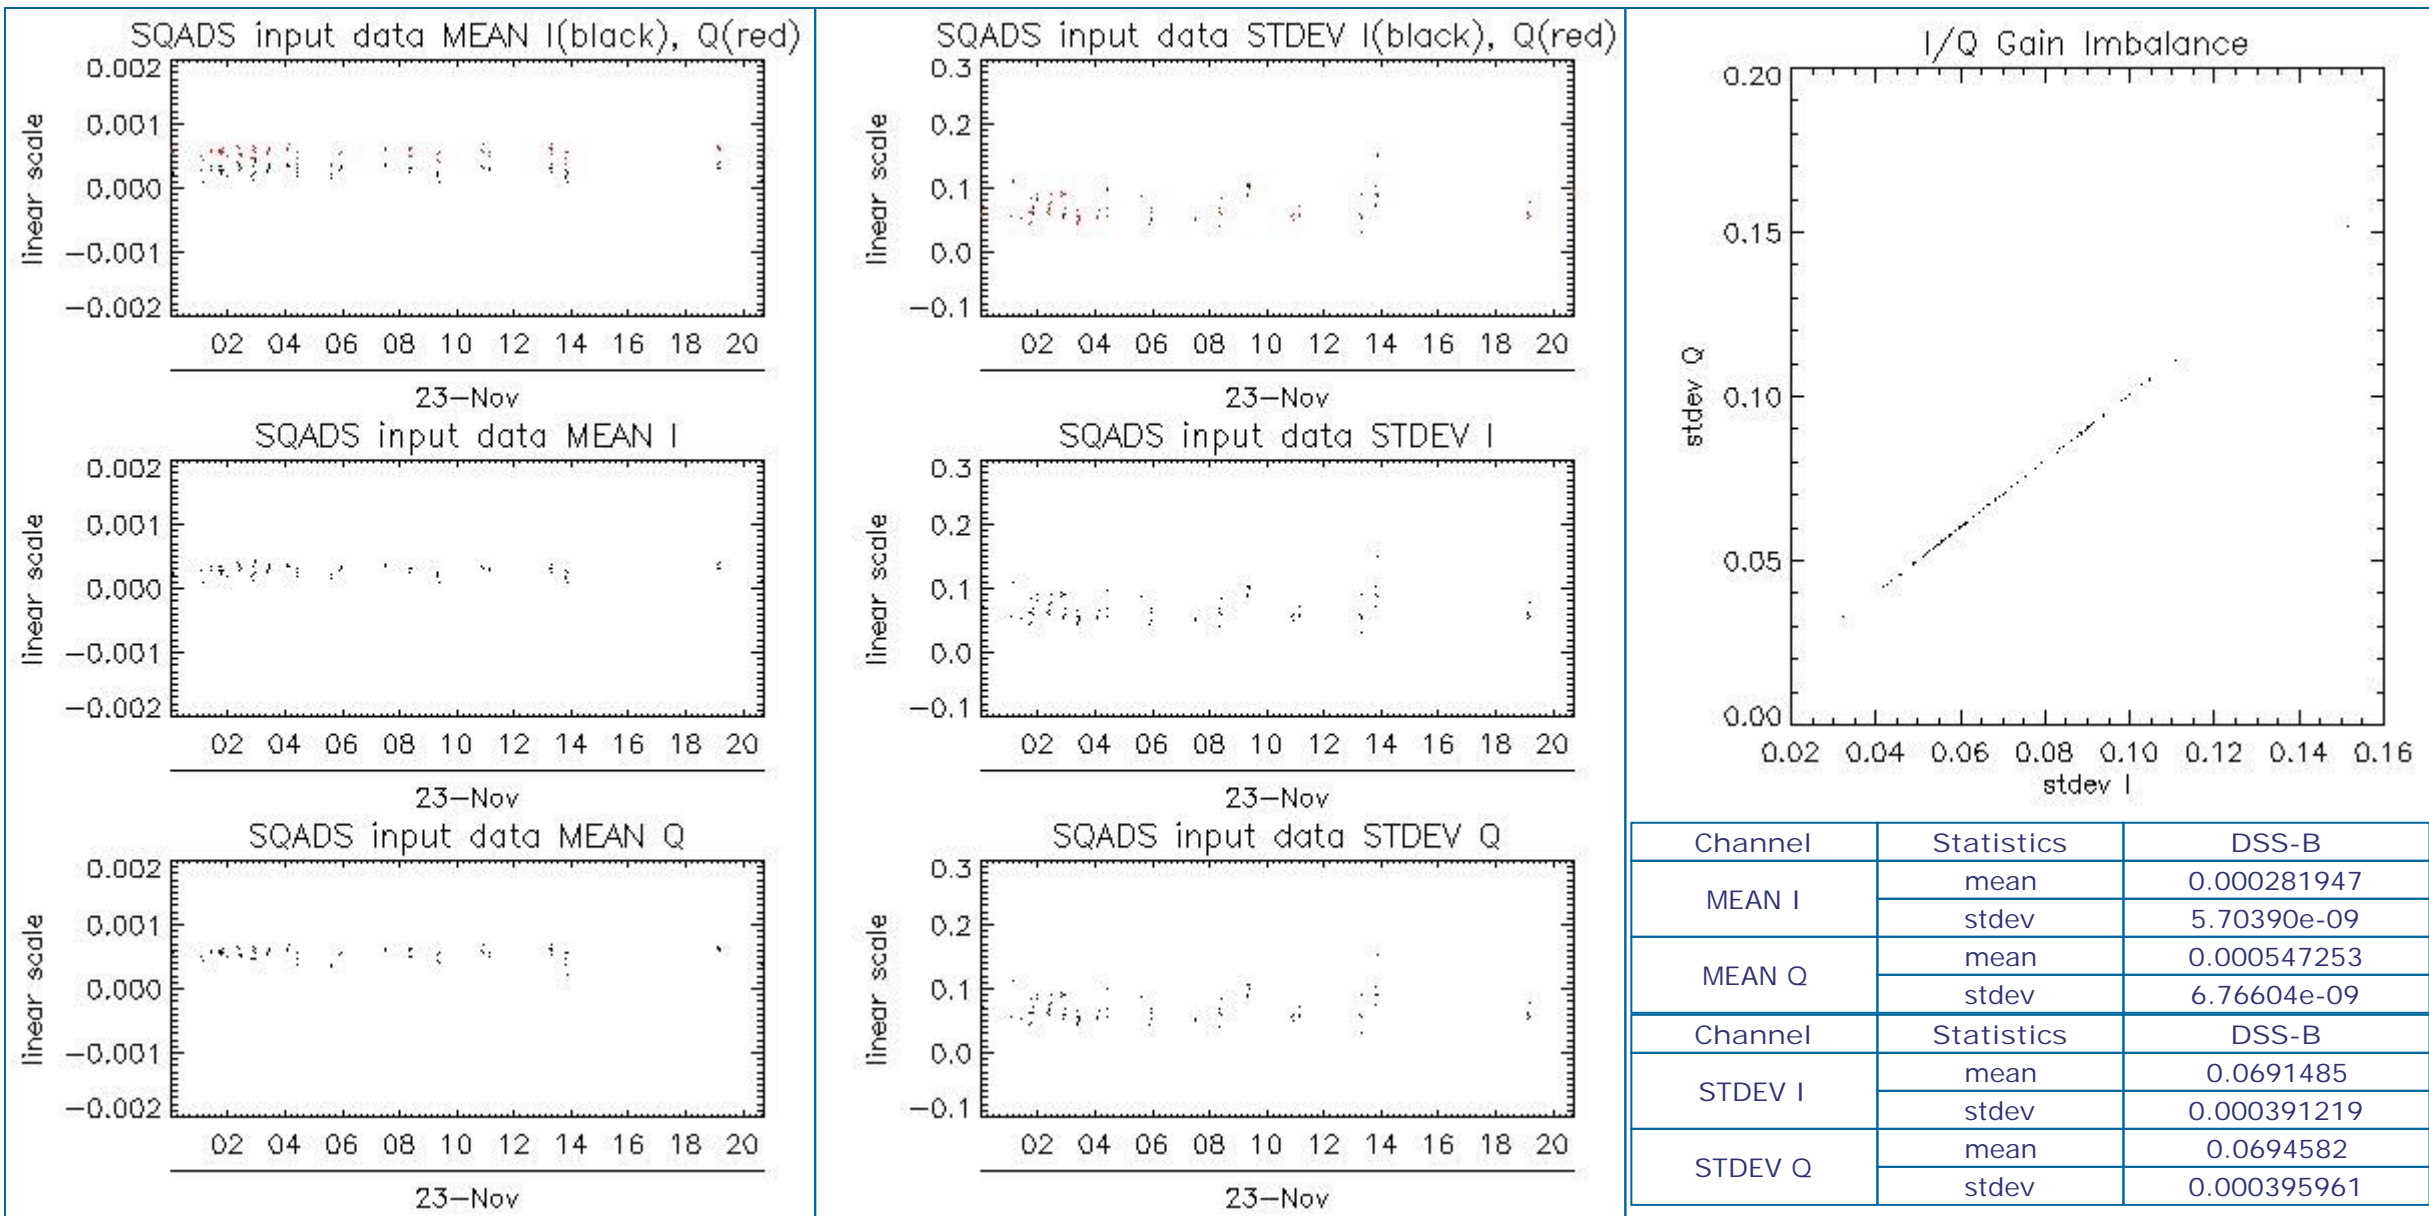 SQADS input data MEAN I(black), Q(red)
0.002
0.001
0.000
−0.001
−0.002
linear scale
02 04 06 08 10 12 14 16 18 20
23−Nov
SQADS input data MEAN I
0.002
0.001
0.000
−0.001
−0.002
linear scale
02 04 06 08 10 12 14 16 18 20
23−Nov
SQADS input data MEAN Q
0.002
0.001
0.000
−0.001
−0.002
linear scale
02 04 06 08 10 12 14 16 18 20
23−Nov
SQADS input data STDEV I(black), Q(red)
0.3
0.2
0.1
0.0
−0.1
linear scale
02 04 06 08 10 12 14 16 18 20
23−Nov
SQADS input data STDEV I
0.3
0.2
0.1
0.0
−0.1
linear scale
02 04 06 08 10 12 14 16 18 20
23−Nov
SQADS input data STDEV Q
0.3
0.2
0.1
0.0
−0.1
linear scale
02 04 06 08 10 12 14 16 18 20
23−Nov
I/Q Gain Imbalance
0.20
0.15
0.10
0.05
0.00
stdev Q
0.02 0.04 0.06 0.08 0.10 0.12 0.14 0.16
stdev I
Channel Statistics DSS-B
MEAN I mean 0.000281947
stdev 5.70390e-09
MEAN Q mean 0.000547253
stdev 6.76604e-09
Channel Statistics DSS-B
STDEV I mean 0.0691485
stdev 0.000391219
STDEV Q mean 0.0694582
stdev 0.000395961